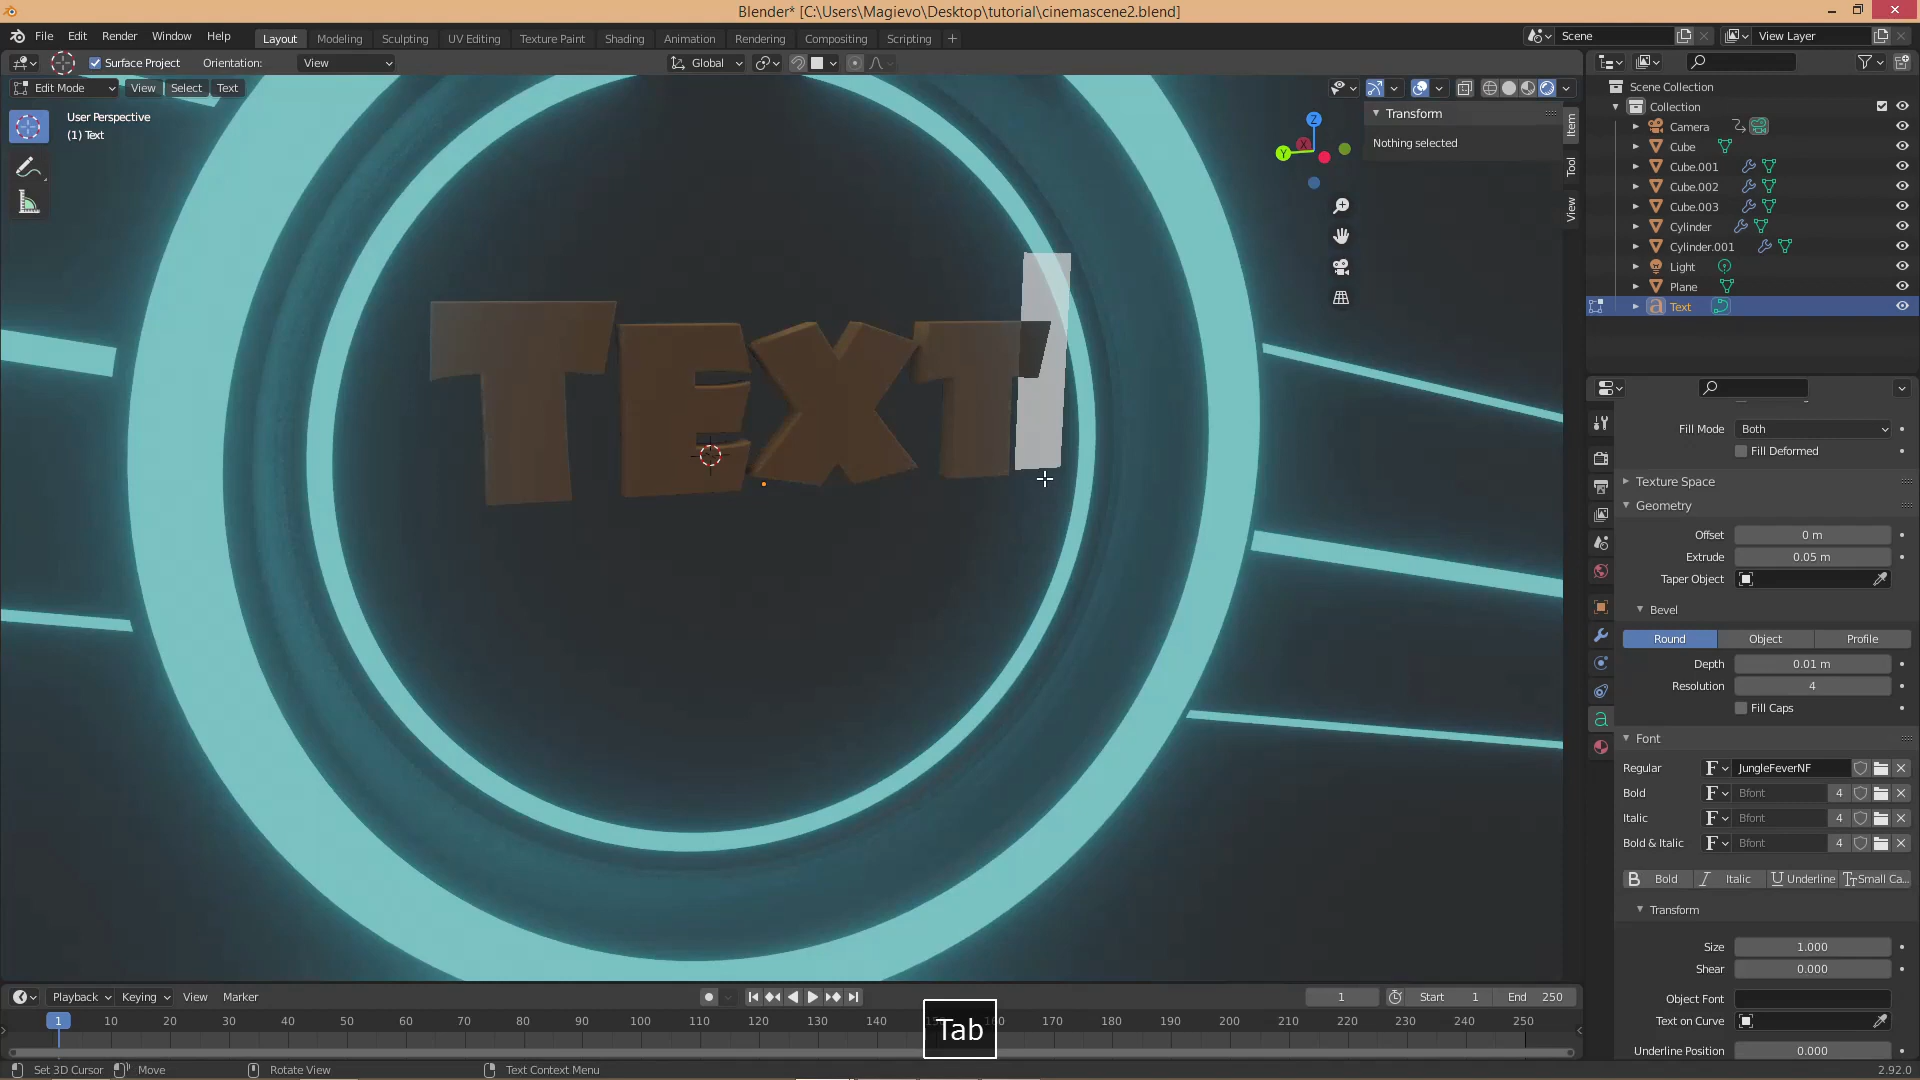 Blender* [C:\Users\Magievo\Desktop\tutorial\cinemascene2.blend]
File Edit Render Window Help Layout Modeling Sculpting UV Editing Texture Paint Shading Animation Rendering Compositing Scripting + Scene View Layer
Surface Project Orientation: View Global
Edit Mode View Select Text
User Perspective
(1) Text
Transform
Nothing selected
Item
Tool
View
Z
Y
X
Scene Collection
Collection
Camera
Cube
Cube.001
Cube.002
Cube.003
Cylinder
Cylinder.001
Light
Plane
Text
TEXT
Fill Mode Both
Fill Deformed
Texture Space
Geometry
Offset 0 m
Extrude 0.05 m
Taper Object
Bevel
Round Object Profile
Depth 0.01 m
Resolution 4
Fill Caps
Font
Regular F JungleFeverNF
Bold F Bfont 4
Italic F Bfont 4
Bold & Italic F Bfont 4
B Bold I Italic U Underline Tt Small Ca...
Transform
Size 1.000
Shear 0.000
Object Font
Text on Curve
Underline Position 0.000
Playback Keying View Marker 1 Start 1 End 250
1 10 20 30 40 50 60 70 80 90 100 110 120 130 140 160 170 180 190 200 210 220 230 240 250
Tab
Set 3D Cursor Move Rotate View Text Context Menu 2.92.0